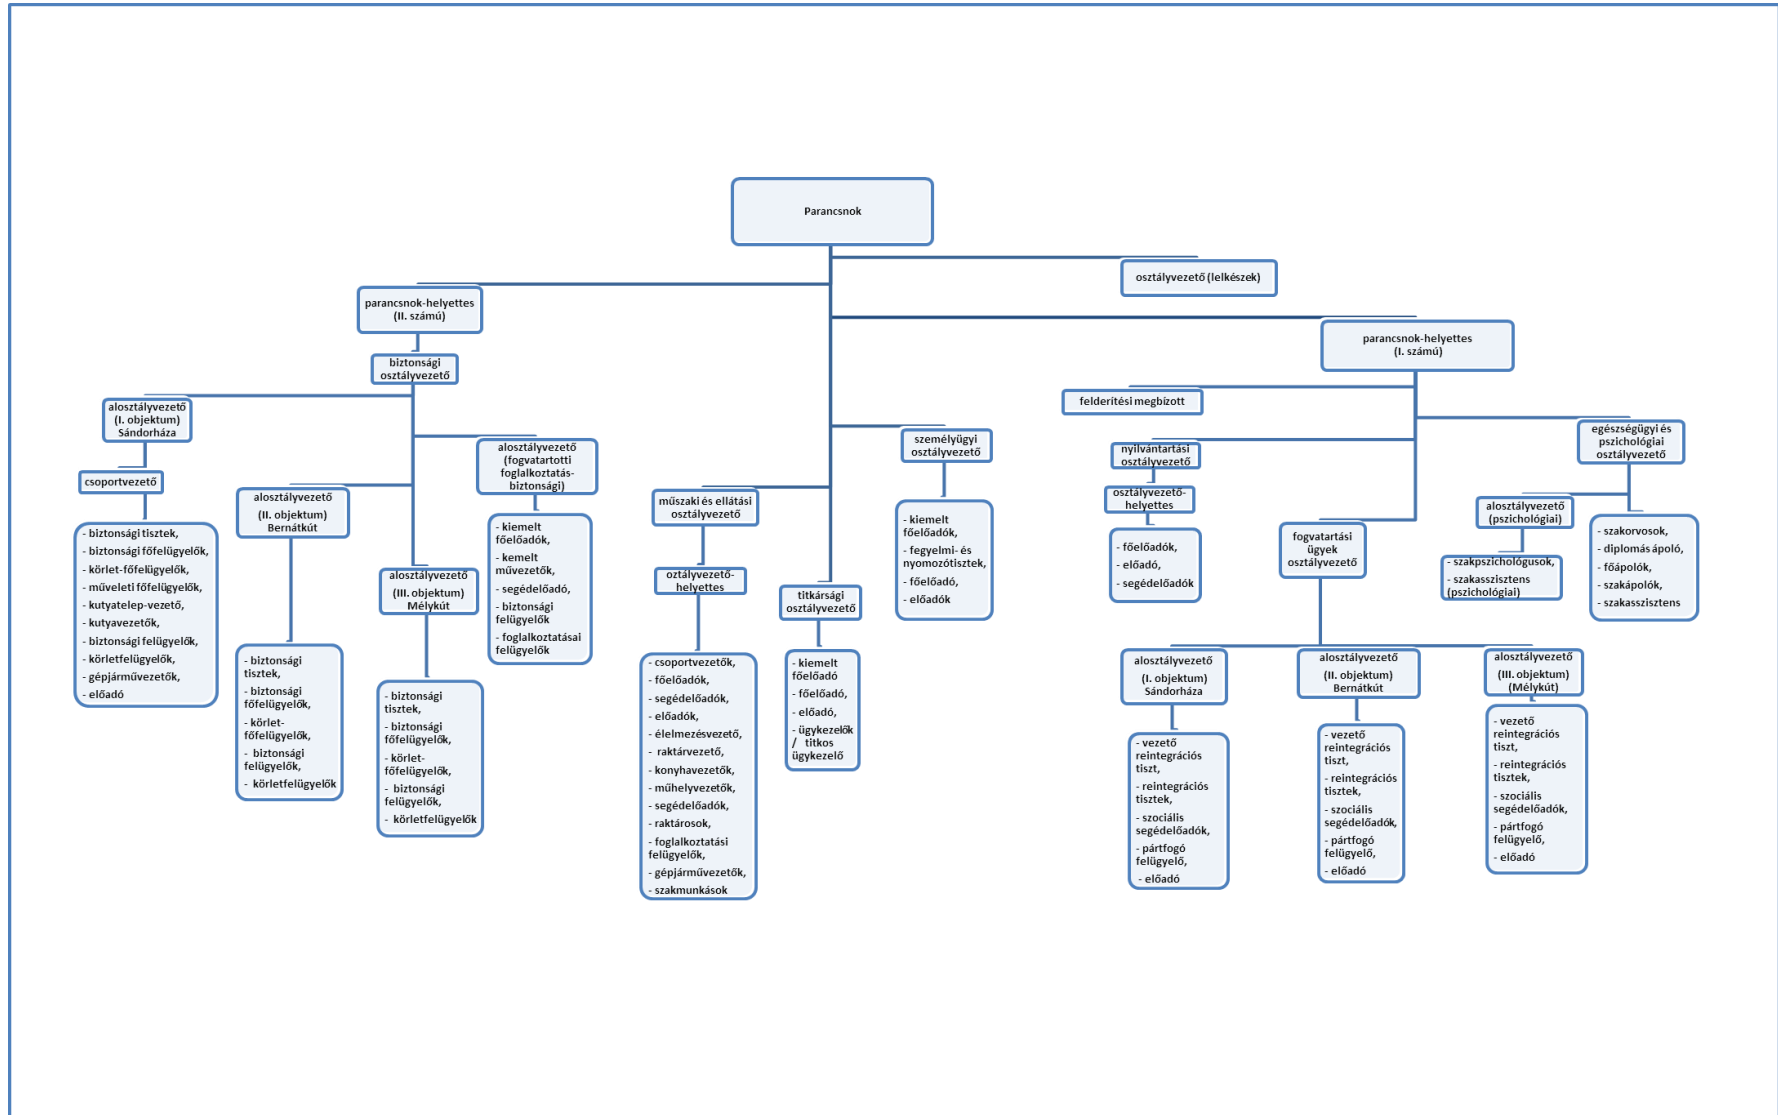 Parancsnok
osztályvezető (lelkészek)
parancsnok-helyettes
(II. számú)
parancsnok-helyettes
(I. számú)
biztonsági
osztályvezető
alosztályvezető
(I. objektum)
Sándorháza
csoportvezető
- biztonsági tisztek,
- biztonsági főfelügyelők,
- körlet-főfelügyelők,
- műveleti főfelügyelők,
- kutyatelep-vezető,
- kutyavezetők,
- biztonsági felügyelők,
- körletfelügyelők,
- gépjárművezetők,
- előadó
alosztályvezető
(II. objektum)
Bernátkút
- biztonsági
tisztek,
- biztonsági
főfelügyelők,
- körlet-
főfelügyelők,
- biztonsági
felügyelők,
- körletfelügyelők
alosztályvezető
(III. objektum)
Mélykút
- biztonsági
tisztek,
- biztonsági
főfelügyelők,
- körlet-
főfelügyelők,
- biztonsági
felügyelők,
- körletfelügyelők
alosztályvezető
(fogvatartotti
foglalkoztatás-
biztonsági)
- kiemelt
főelőadók,
- kemelt
művezetők,
- segédelőadó,
- biztonsági
felügyelők
- foglalkoztatásai
felügyelők
műszaki és ellátási
osztályvezető
oztályvezető-
helyettes
- csoportvezetők,
- főelőadók,
- segédelőadók,
- előadók,
- élelmezésvezető,
- raktárvezető,
- konyhavezetők,
- műhelyvezetők,
- segédelőadók,
- raktárosok,
- foglalkoztatási
felügyelők,
- gépjárművezetők,
- szakmunkások
titkársági
osztályvezető
- kiemelt
főelőadó
- főelőadó,
- előadó,
- ügykezelők
/ titkos
ügykezelő
személyügyi
osztályvezető
- kiemelt
főelőadók,
- fegyelmi- és
nyomozótisztek,
- főelőadó,
- előadók
felderítési megbízott
nyilvántartási
osztályvezető
osztályvezető-
helyettes
- főelőadók,
- előadó,
- segédelőadók
fogvatartási
ügyek
osztályvezető
egészségügyi és
pszichológiai
osztályvezető
alosztályvezető
(pszichológiai)
- szakpszichológusok,
- szakasszisztens
(pszichológiai)
- szakorvosok,
- diplomás ápoló,
- főápolók,
- szakápolók,
- szakasszisztens
alosztályvezető
(I. objektum)
Sándorháza
- vezető
reintegrációs
tiszt,
- reintegrációs
tisztek,
- szociális
segédelőadók,
- pártfogó
felügyelő,
- előadó
alosztályvezető
(II. objektum)
Bernátkút
- vezető
reintegrációs
tiszt,
- reintegrációs
tisztek,
- szociális
segédelőadók,
- pártfogó
felügyelő,
- előadó
alosztályvezető
(III. objektum)
(Mélykút)
- vezető
reintegrációs
tiszt,
- reintegrációs
tisztek,
- szociális
segédelőadók,
- pártfogó
felügyelő,
- előadó